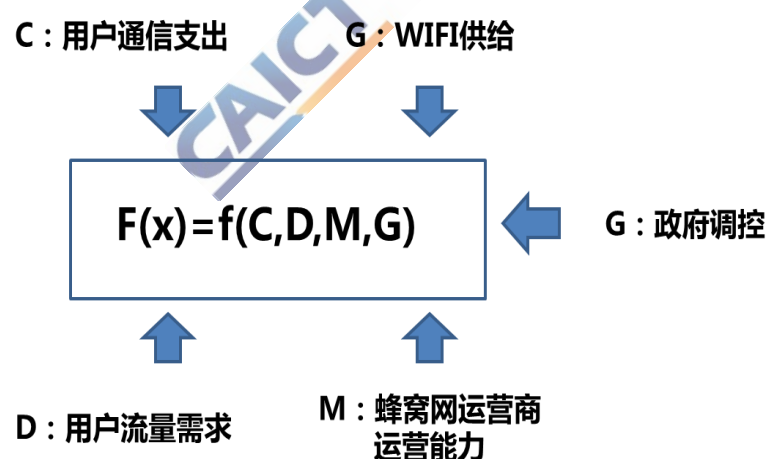 C：用户通信支出
G：WIFI供给
CAICT
F(x)=f(C,D,M,G)
G：政府调控
D：用户流量需求
M：蜂窝网运营商
运营能力